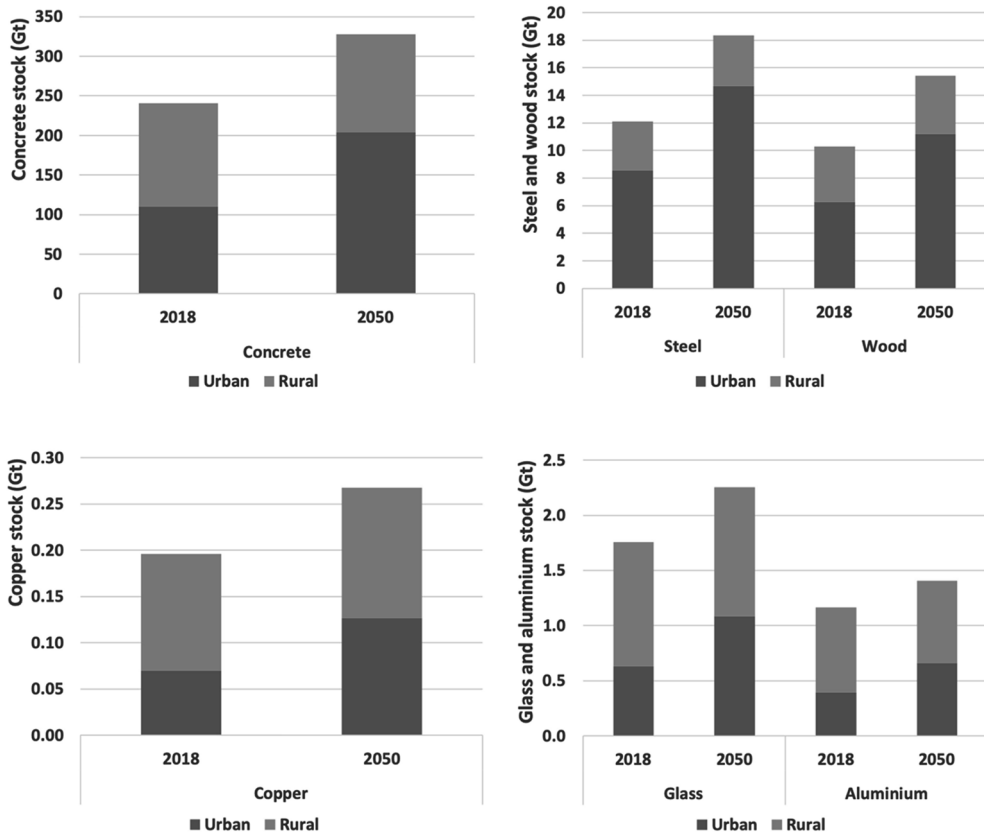 Concrete stock (Gt)
350
300
250
200
150
100
50
0
2018 2050
Concrete
Urban Rural
Steel and wood stock (Gt)
20
18
16
14
12
10
8
6
4
2
0
2018 2050 2018 2050
Steel Wood
Urban Rural
Copper stock (Gt)
0.30
0.25
0.20
0.15
0.10
0.05
0.00
2018 2050
Copper
Urban Rural
Glass and aluminium stock (Gt)
2.5
2.0
1.5
1.0
0.5
0.0
2018 2050 2018 2050
Glass Aluminium
Urban Rural